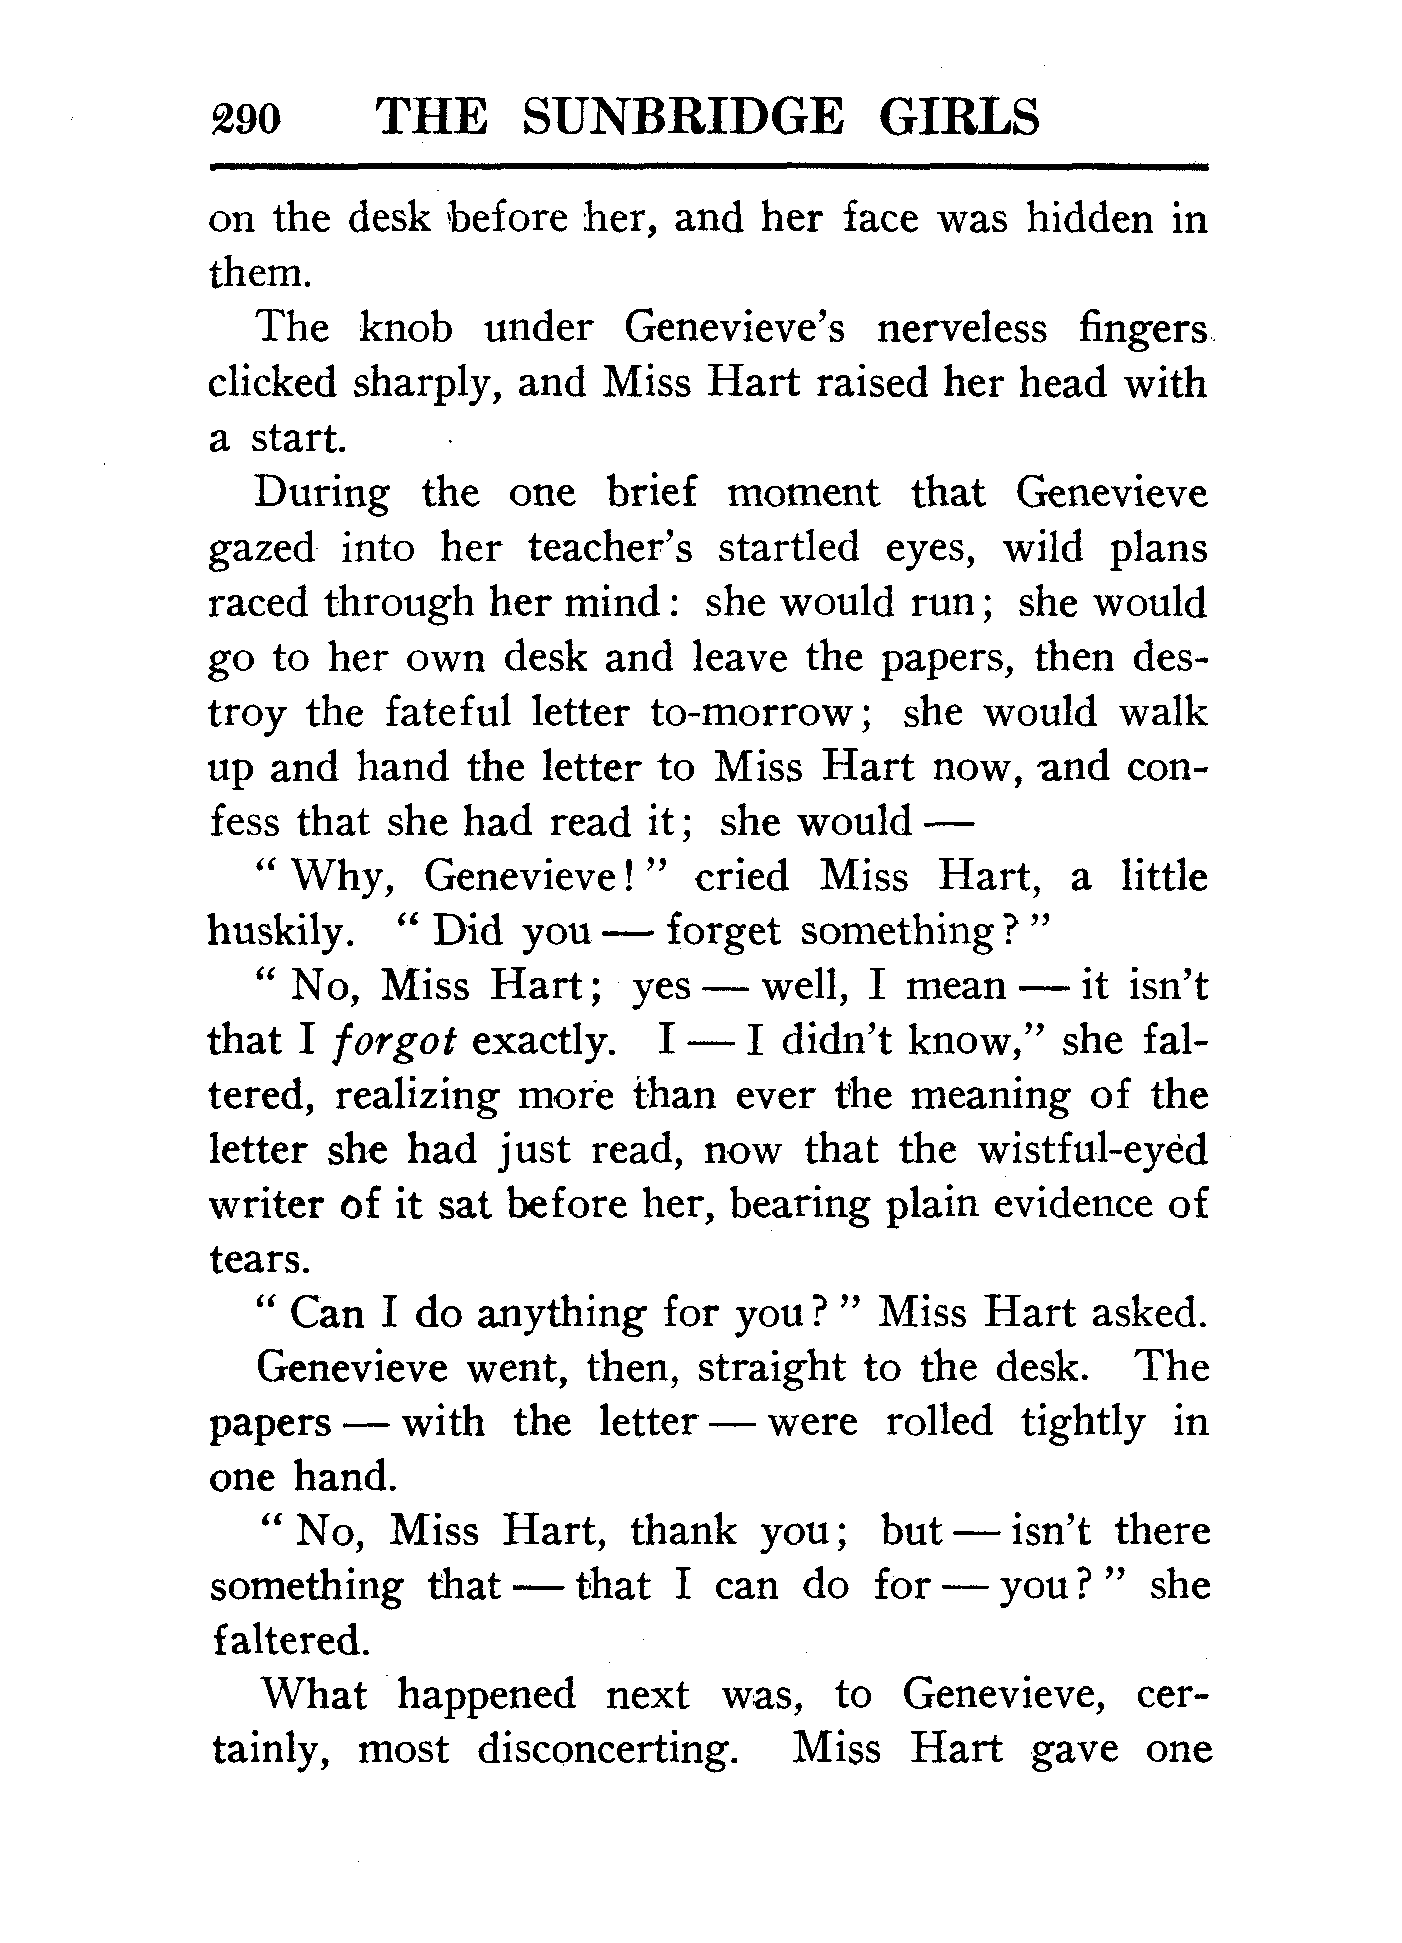 290 THE SUNBRIDGE GIRLS
on the desk before her, and her face was hidden in
them.
The knob under Genevieve's nerveless fingers
clicked sharply, and Miss Hart raised her head with
a start.
During the one brief moment that Genevieve
gazed into her teacher's startled eyes, wild plans
raced through her mind: she would run; she would
go to her own desk and leave the papers, then des-
troy the fateful letter to-morrow; she would walk
up and hand the letter to Miss Hart now, and con-
fess that she had read it; she would —
“ Why, Genevieve! ” cried Miss Hart, a little
huskily. “ Did you — forget something? ”
“ No, Miss Hart; yes — well, I mean — it isn't
that I forgot exactly. I — I didn't know,” she fal-
tered, realizing more than ever the meaning of the
letter she had just read, now that the wistful-eyed
writer of it sat before her, bearing plain evidence of
tears.
“ Can I do anything for you? ” Miss Hart asked.
Genevieve went, then, straight to the desk. The
papers — with the letter — were rolled tightly in
one hand.
“ No, Miss Hart, thank you; but — isn't there
something that — that I can do for — you? ” she
faltered.
What happened next was, to Genevieve, cer-
tainly, most disconcerting. Miss Hart gave one